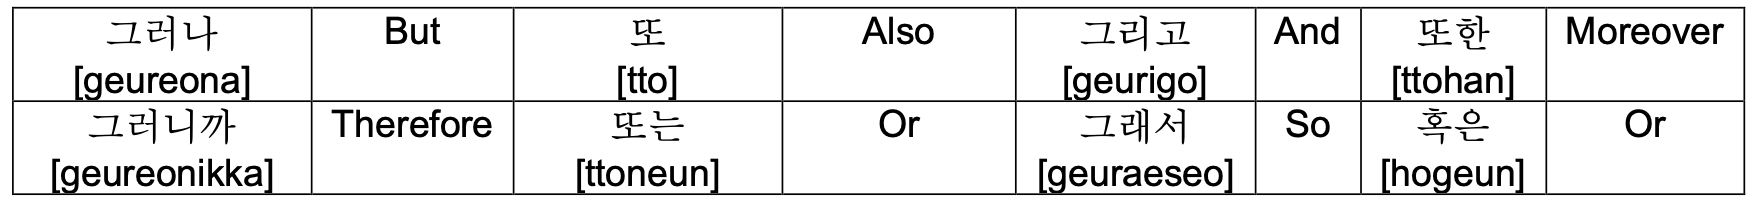 그러나 But 또 Also 그리고 And 또한 Moreover
[geureona] [tto] [geurigo] [ttohan]
그러니까 Therefore 또는 Or 그래서 So 혹은 Or
[geureonikka] [ttoneun] [geuraeseo] [hogeun]